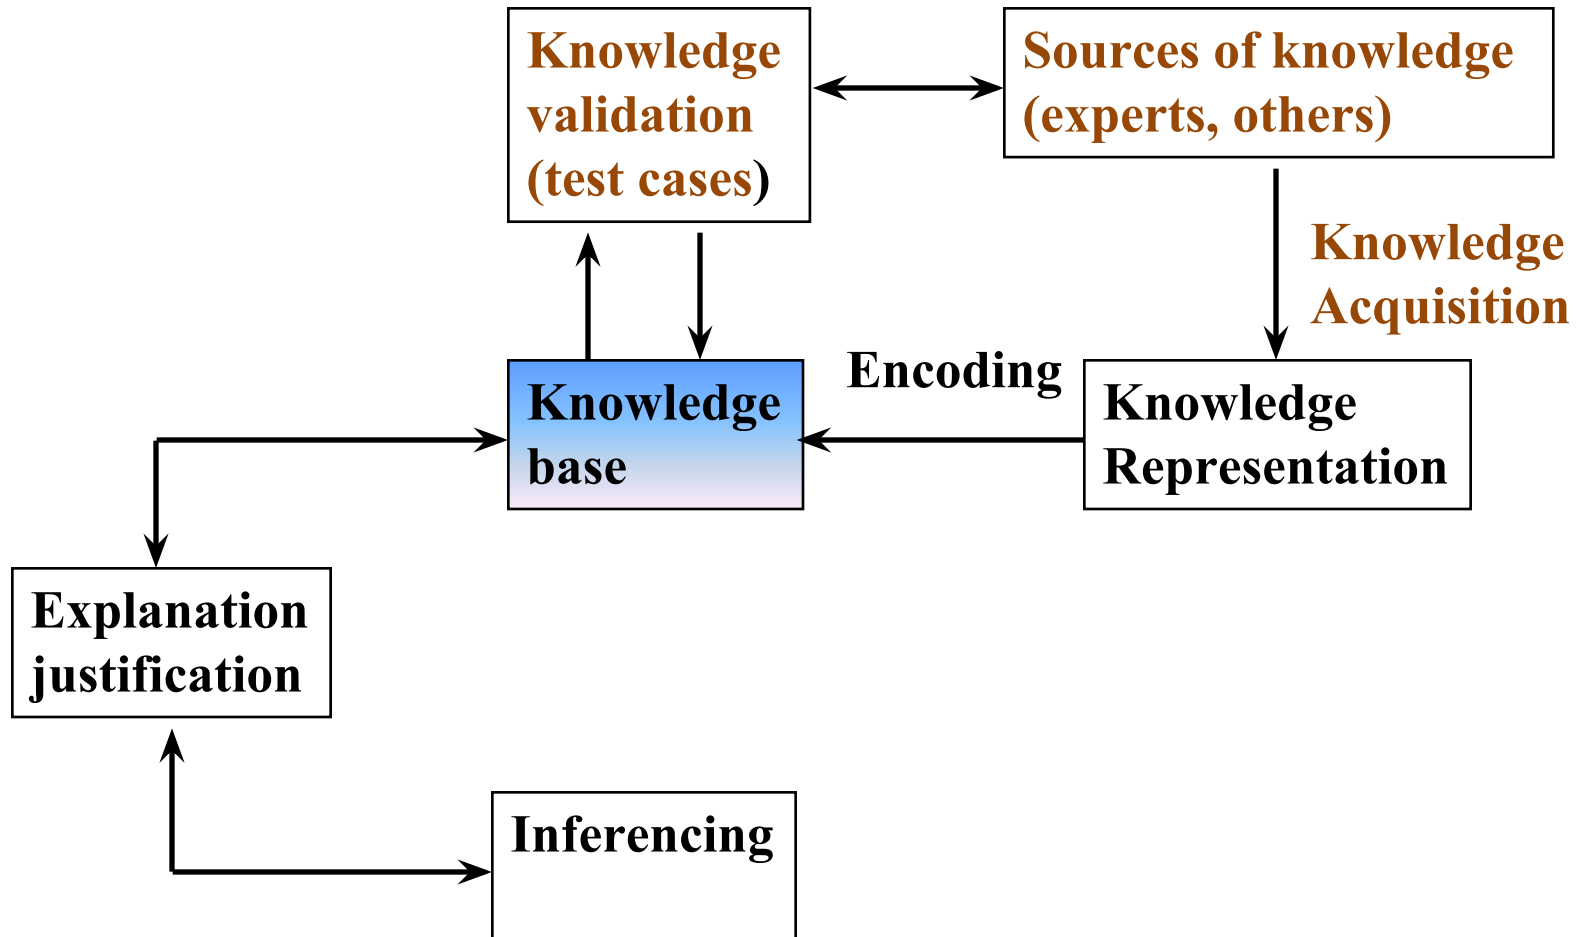 Knowledge
validation
(test cases)
Sources of knowledge
(experts, others)
Knowledge
Acquisition
Encoding
Knowledge
base
Knowledge
Representation
Explanation
justification
Inferencing